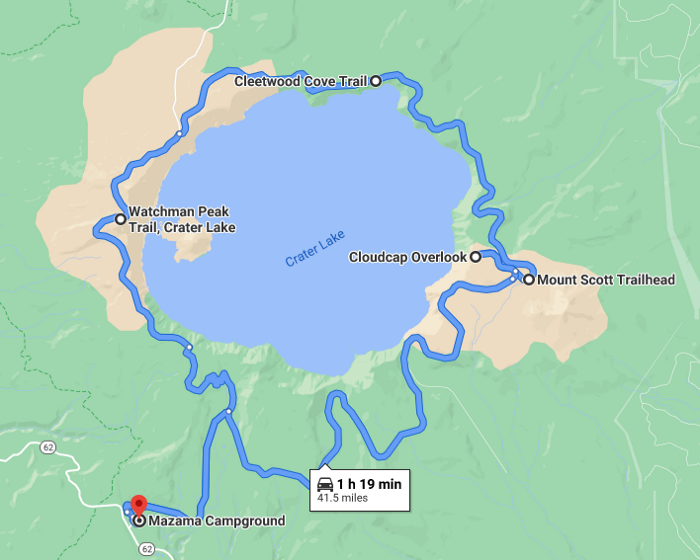 Cleetwood Cove Trail
Watchman Peak
Trail, Crater Lake
Crater Lake
Cloudcap Overlook
Mount Scott Trailhead
62
1 h 19 min
41.5 miles
Mazama Campground
62